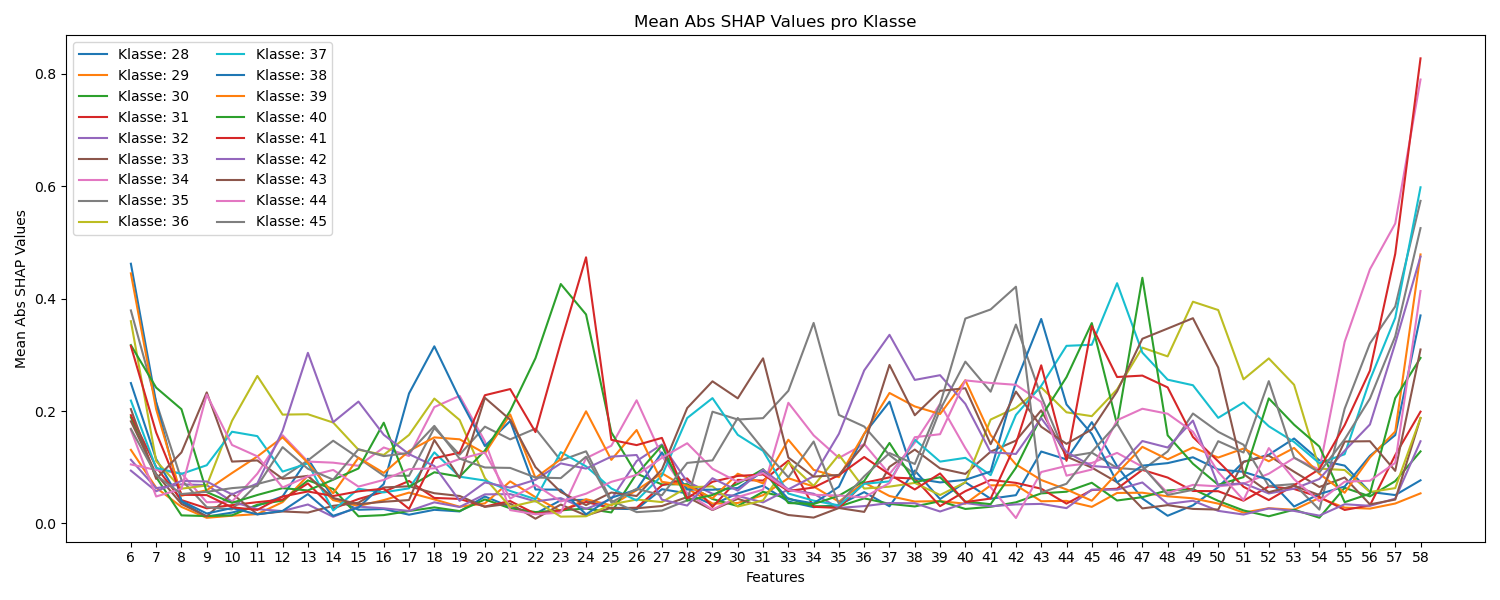 Mean Abs SHAP Values pro Klasse
Klasse: 28
Klasse: 29
Klasse: 30
Klasse: 31
Klasse: 32
Klasse: 33
Klasse: 34
Klasse: 35
Klasse: 36
Klasse: 37
Klasse: 38
Klasse: 39
Klasse: 40
Klasse: 41
Klasse: 42
Klasse: 43
Klasse: 44
Klasse: 45
Mean Abs SHAP Values
0.8
0.6
0.4
0.2
0.0
6 7 8 9 10 11 12 13 14 15 16 17 18 19 20 21 22 23 24 25 26 27 28 29 30 31 33 34 35 36 37 38 39 40 41 42 43 44 45 46 47 48 49 50 51 52 53 54 55 56 57 58
Features